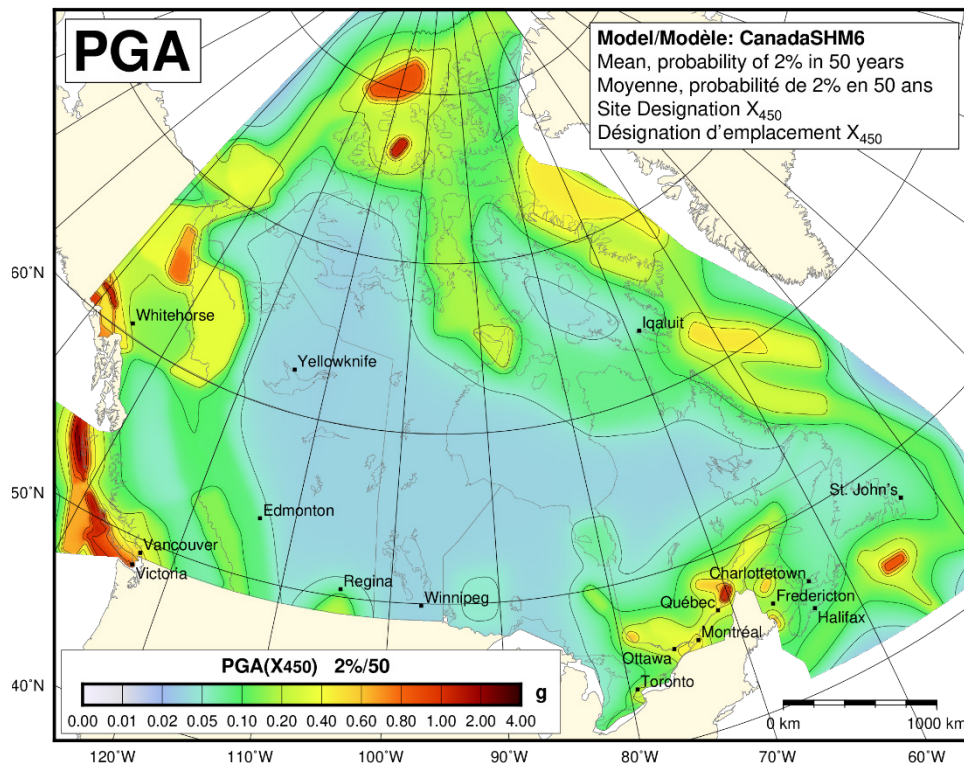 PGA
Model/Modèle: CanadaSHM6
Mean, probability of 2% in 50 years
Moyenne, probabilité de 2% en 50 ans
Site Designation X450
Désignation d'emplacement X450
60˚N
Whitehorse
Iqaluit
Yellowknife
50˚N
St. John's
Edmonton
Vancouver
Victoria
Charlottetown
Regina
Winnipeg
Québec
Fredericton
Halifax
Montréal
Ottawa
Toronto
40˚N
PGA(X450) 2%/50
g
0.00 0.01 0.02 0.05 0.10 0.20 0.40 0.60 0.80 1.00 2.00 4.00
0 km 1000 km
120˚W 110˚W 100˚W 90˚W 80˚W 70˚W 60˚W